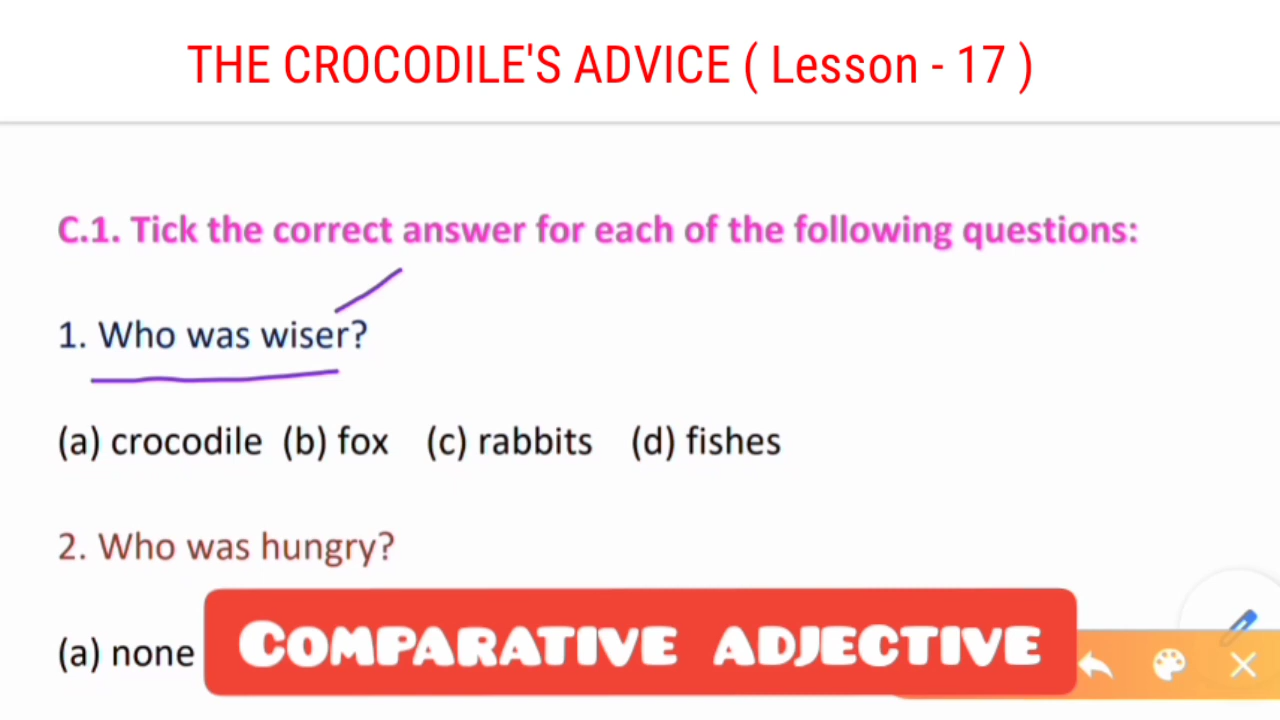 THE CROCODILE'S ADVICE ( Lesson - 17 )
C.1. Tick the correct answer for each of the following questions:
1. Who was wiser?
(a) crocodile (b) fox (c) rabbits (d) fishes
2. Who was hungry?
(a) none
COMPARATIVE ADJECTIVE